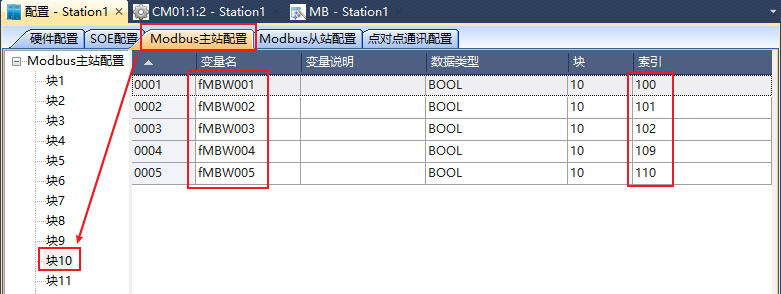 配置 - Station1 × CM01:1:2 - Station1 MB - Station1
硬件配置 SOE配置 Modbus主站配置 Modbus从站配置 点对点通讯配置
Modbus主站配置
块1
块2
块3
块4
块5
块6
块7
块8
块9
块10
块11
变量名 变量说明 数据类型 块 索引
0001 fMBW001 BOOL 10 100
0002 fMBW002 BOOL 10 101
0003 fMBW003 BOOL 10 102
0004 fMBW004 BOOL 10 109
0005 fMBW005 BOOL 10 110